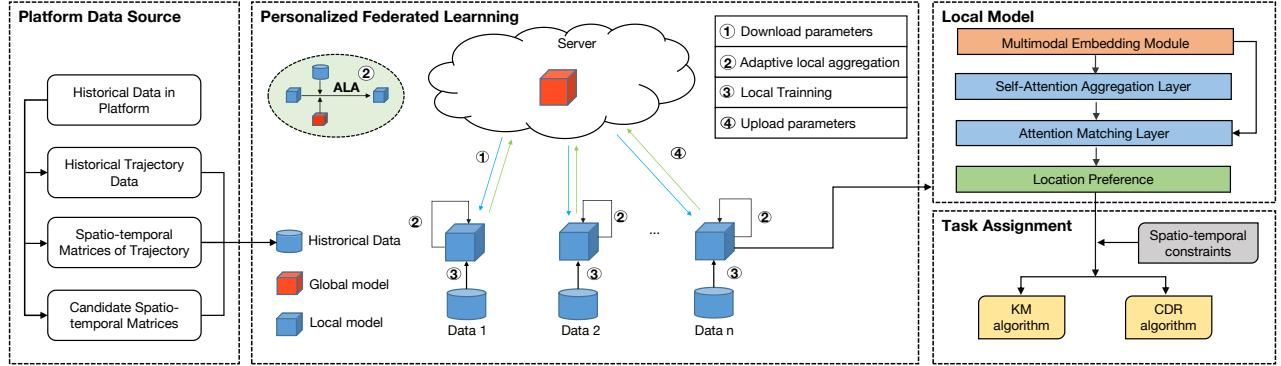 Platform Data Source
Historical Data in
Platform
Historical Trajectory
Data
Spatio-temporal
Matrices of Trajectory
Candidate Spatio-
temporal Matrices
Personalized Federated Learnning
Server
②
ALA
① Download parameters
② Adaptive local aggregation
③ Local Trainning
④ Upload parameters
①
④
②
②
②
...
Histrorical Data
Global model
Local model
③
③
③
Data 1
Data 2
Data n
Local Model
Multimodal Embedding Module
Self-Attention Aggregation Layer
Attention Matching Layer
Location Preference
Task Assignment
Spatio-temporal
constraints
KM
algorithm
CDR
algorithm